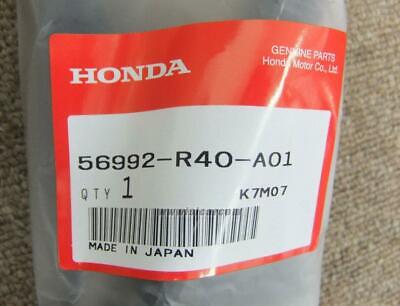 GENUINE PARTS
Honda Motor Co., Ltd.
HONDA
56992-R40-A01
QTY 1 K7M07
MADE IN JAPAN